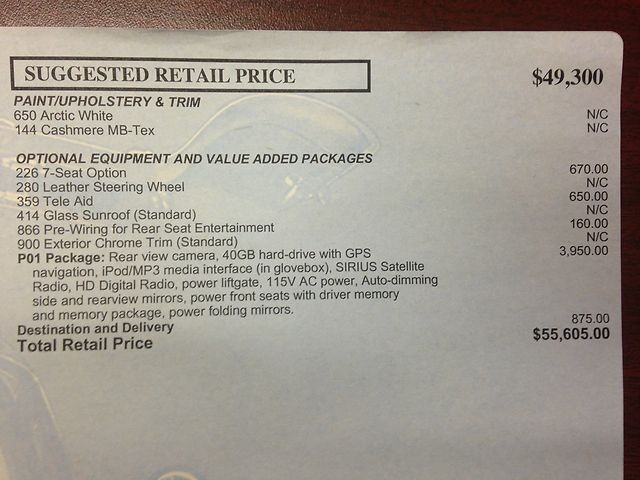 SUGGESTED RETAIL PRICE $49,300
PAINT/UPHOLSTERY & TRIM
650 Arctic White N/C
144 Cashmere MB-Tex N/C
OPTIONAL EQUIPMENT AND VALUE ADDED PACKAGES
226 7-Seat Option 670.00
280 Leather Steering Wheel N/C
359 Tele Aid 650.00
414 Glass Sunroof (Standard) N/C
866 Pre-Wiring for Rear Seat Entertainment 160.00
900 Exterior Chrome Trim (Standard) N/C
P01 Package: Rear view camera, 40GB hard-drive with GPS 3,950.00
navigation, iPod/MP3 media interface (in glovebox), SIRIUS Satellite
Radio, HD Digital Radio, power liftgate, 115V AC power, Auto-dimming
side and rearview mirrors, power front seats with driver memory
and memory package, power folding mirrors.
Destination and Delivery 875.00
Total Retail Price $55,605.00